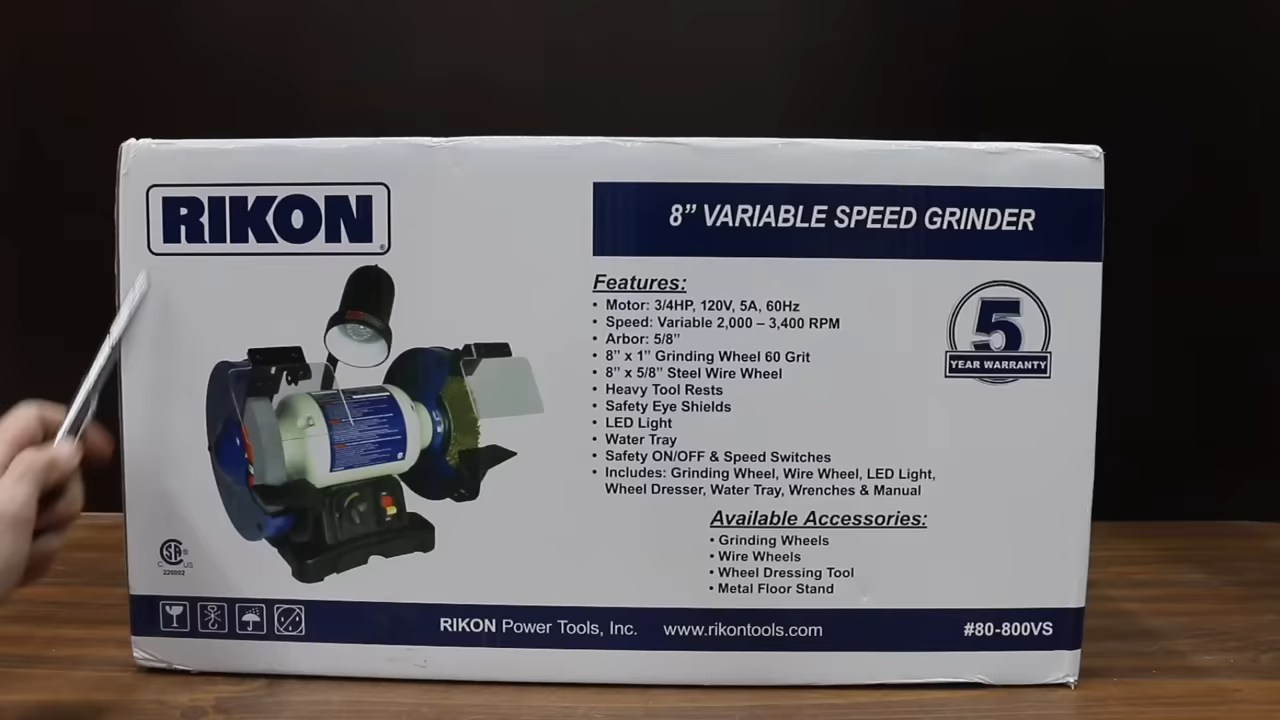 RIKON®
8” VARIABLE SPEED GRINDER
Features:
• Motor: 3/4HP, 120V, 5A, 60Hz
• Speed: Variable 2,000 – 3,400 RPM
• Arbor: 5/8”
• 8” x 1” Grinding Wheel 60 Grit
• 8” x 5/8” Steel Wire Wheel
• Heavy Tool Rests
• Safety Eye Shields
• LED Light
• Water Tray
• Safety ON/OFF & Speed Switches
• Includes: Grinding Wheel, Wire Wheel, LED Light,
Wheel Dresser, Water Tray, Wrenches & Manual
5
YEAR WARRANTY
Available Accessories:
• Grinding Wheels
• Wire Wheels
• Wheel Dressing Tool
• Metal Floor Stand
CSA®
C US
RIKON Power Tools, Inc. www.rikontools.com #80-800VS